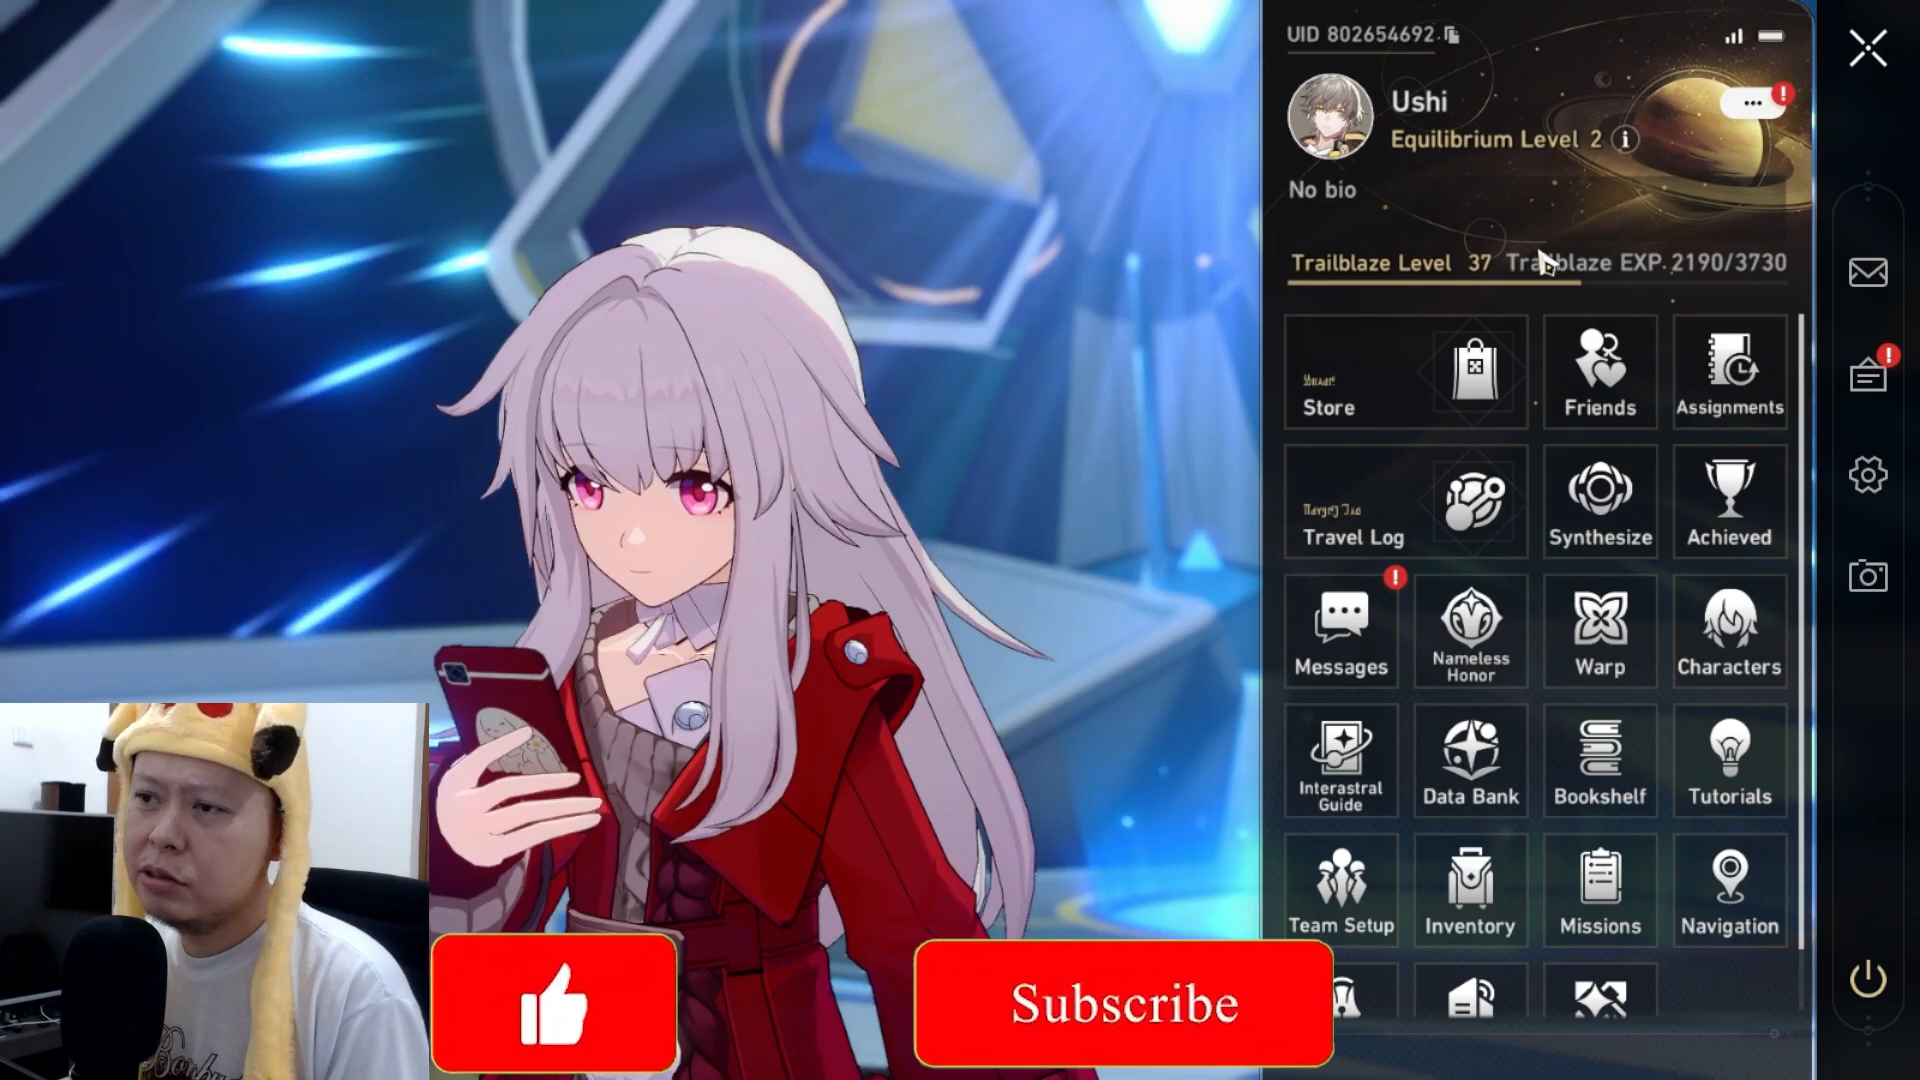 UID 802654692
Ushi
Equilibrium Level 2
No bio
Trailblaze Level 37 Trailblaze EXP 2190/3730
Store
Friends
Assignments
Travel Log
Synthesize
Achieved
Messages
Nameless Honor
Warp
Characters
Interastral Guide
Data Bank
Bookshelf
Tutorials
Team Setup
Inventory
Missions
Navigation
Subscribe